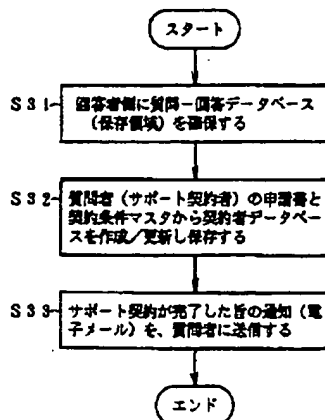 スタート
S31 回答者側に質問ー回答データベース
(保存領域)を確保する
S32 質問者(サポート契約者)の申請書と
契約条件マスタから契約者データベー
スを作成/更新し保存する
S33 サポート契約が完了した旨の通知(電
子メール)を、質問者に送信する
エンド